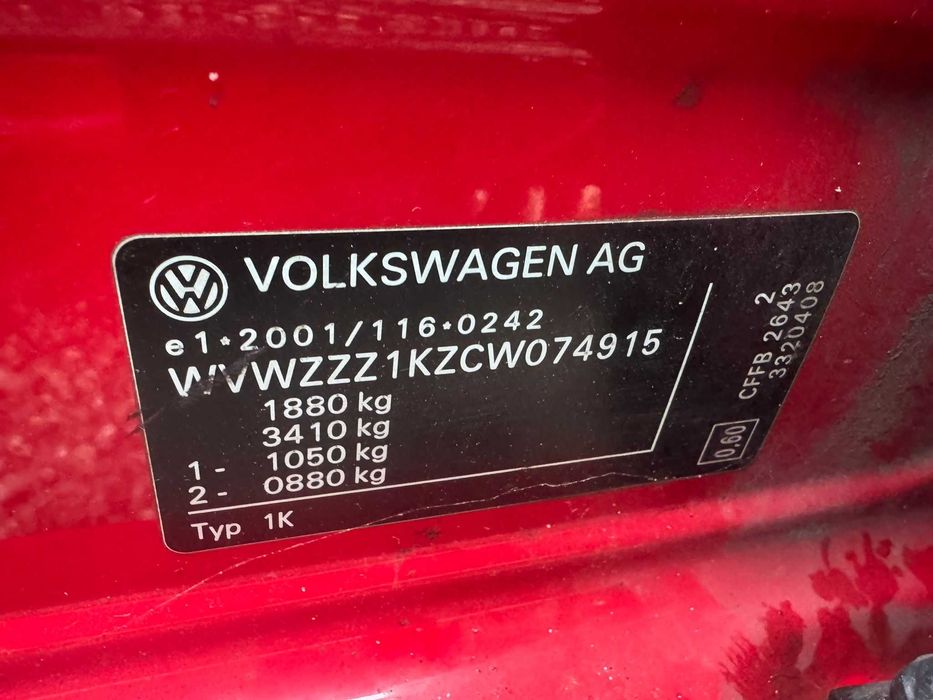 VOLKSWAGEN AG
e1*2001/116*0242
WVWZZZ1KZCW074915
1880 kg
3410 kg
1 - 1050 kg
2 - 0880 kg
Typ 1K
2
CFFB 2643
3320408
0.60